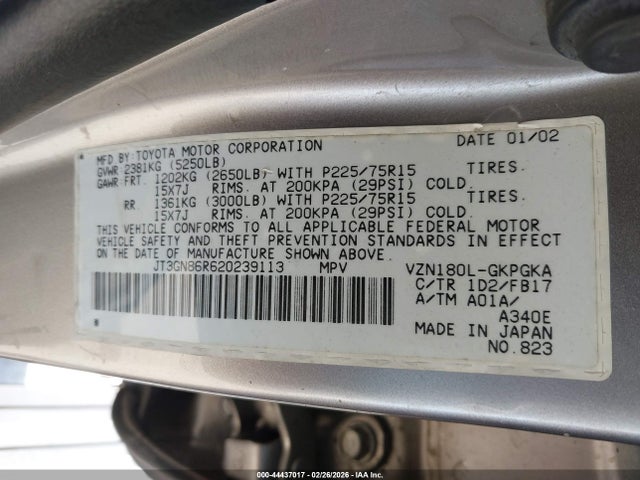 MFD BY:TOYOTA MOTOR CORPORATION DATE 01/02
GVWR 2381KG (5250LB)
GAWR FRT. 1202KG (2650LB) WITH P225/75R15 TIRES.
15X7J RIMS. AT 200KPA (29PSI) COLD.
RR 1361KG (3000LB) WITH P225/75R15 TIRES.
15X7J RIMS. AT 200KPA (29PSI) COLD.
THIS VEHICLE CONFORMS TO ALL APPLICABLE FEDERAL MOTOR
VEHICLE SAFETY AND THEFT PREVENTION STANDARDS IN EFFECT
ON THE DATE OF MANUFACTURE SHOWN ABOVE.
JT3GN86R620239113 MPV VZN180L-GKPGKA
C/TR 1D2/FB17
A/TM A01A/
A340E
MADE IN JAPAN
NO.823
000-44437017 - 02/26/2026 - IAA Inc.